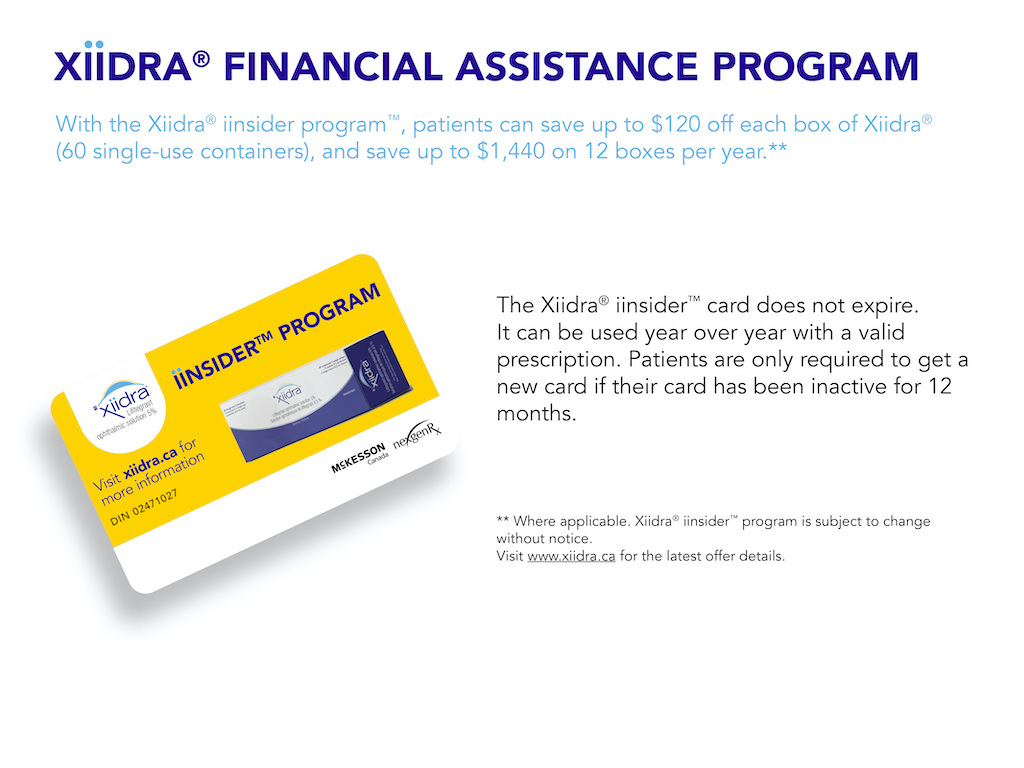 XIIDRA® FINANCIAL ASSISTANCE PROGRAM
With the Xiidra® iinsider program™, patients can save up to $120 off each box of Xiidra®
(60 single-use containers), and save up to $1,440 on 12 boxes per year.**
iINSIDER™ PROGRAM
xiidra
Lifitegrast
ophthalmic solution 5%
xiidra
xiidra
Visit xiidra.ca for
more information
DIN 02471027
MCKESSON
Canada
nexgenRx
The Xiidra® iinsider™ card does not expire.
It can be used year over year with a valid
prescription. Patients are only required to get a
new card if their card has been inactive for 12
months.
** Where applicable. Xiidra® iinsider™ program is subject to change
without notice.
Visit www.xiidra.ca for the latest offer details.